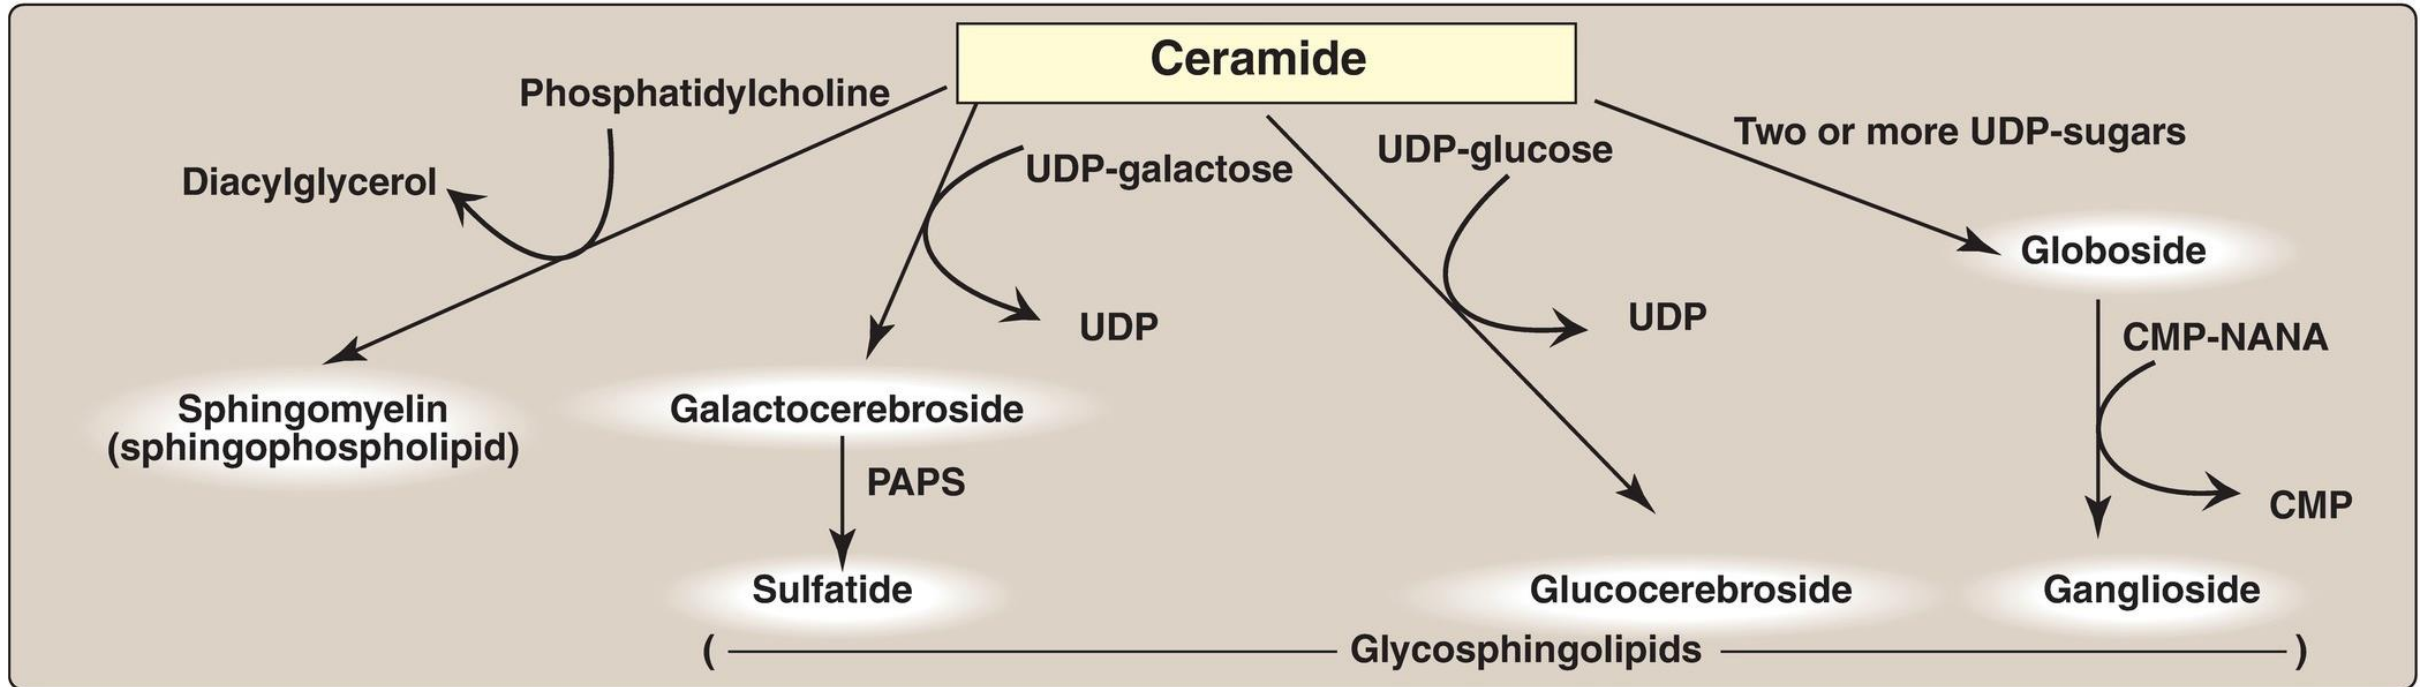 Ceramide
Phosphatidylcholine
Diacylglycerol
UDP-galactose
UDP-glucose
Two or more UDP-sugars
Globoside
UDP
UDP
CMP-NANA
Sphingomyelin
(sphingophospholipid)
Galactocerebroside
PAPS
CMP
Sulfatide
Glucocerebroside
Ganglioside
( Glycosphingolipids )